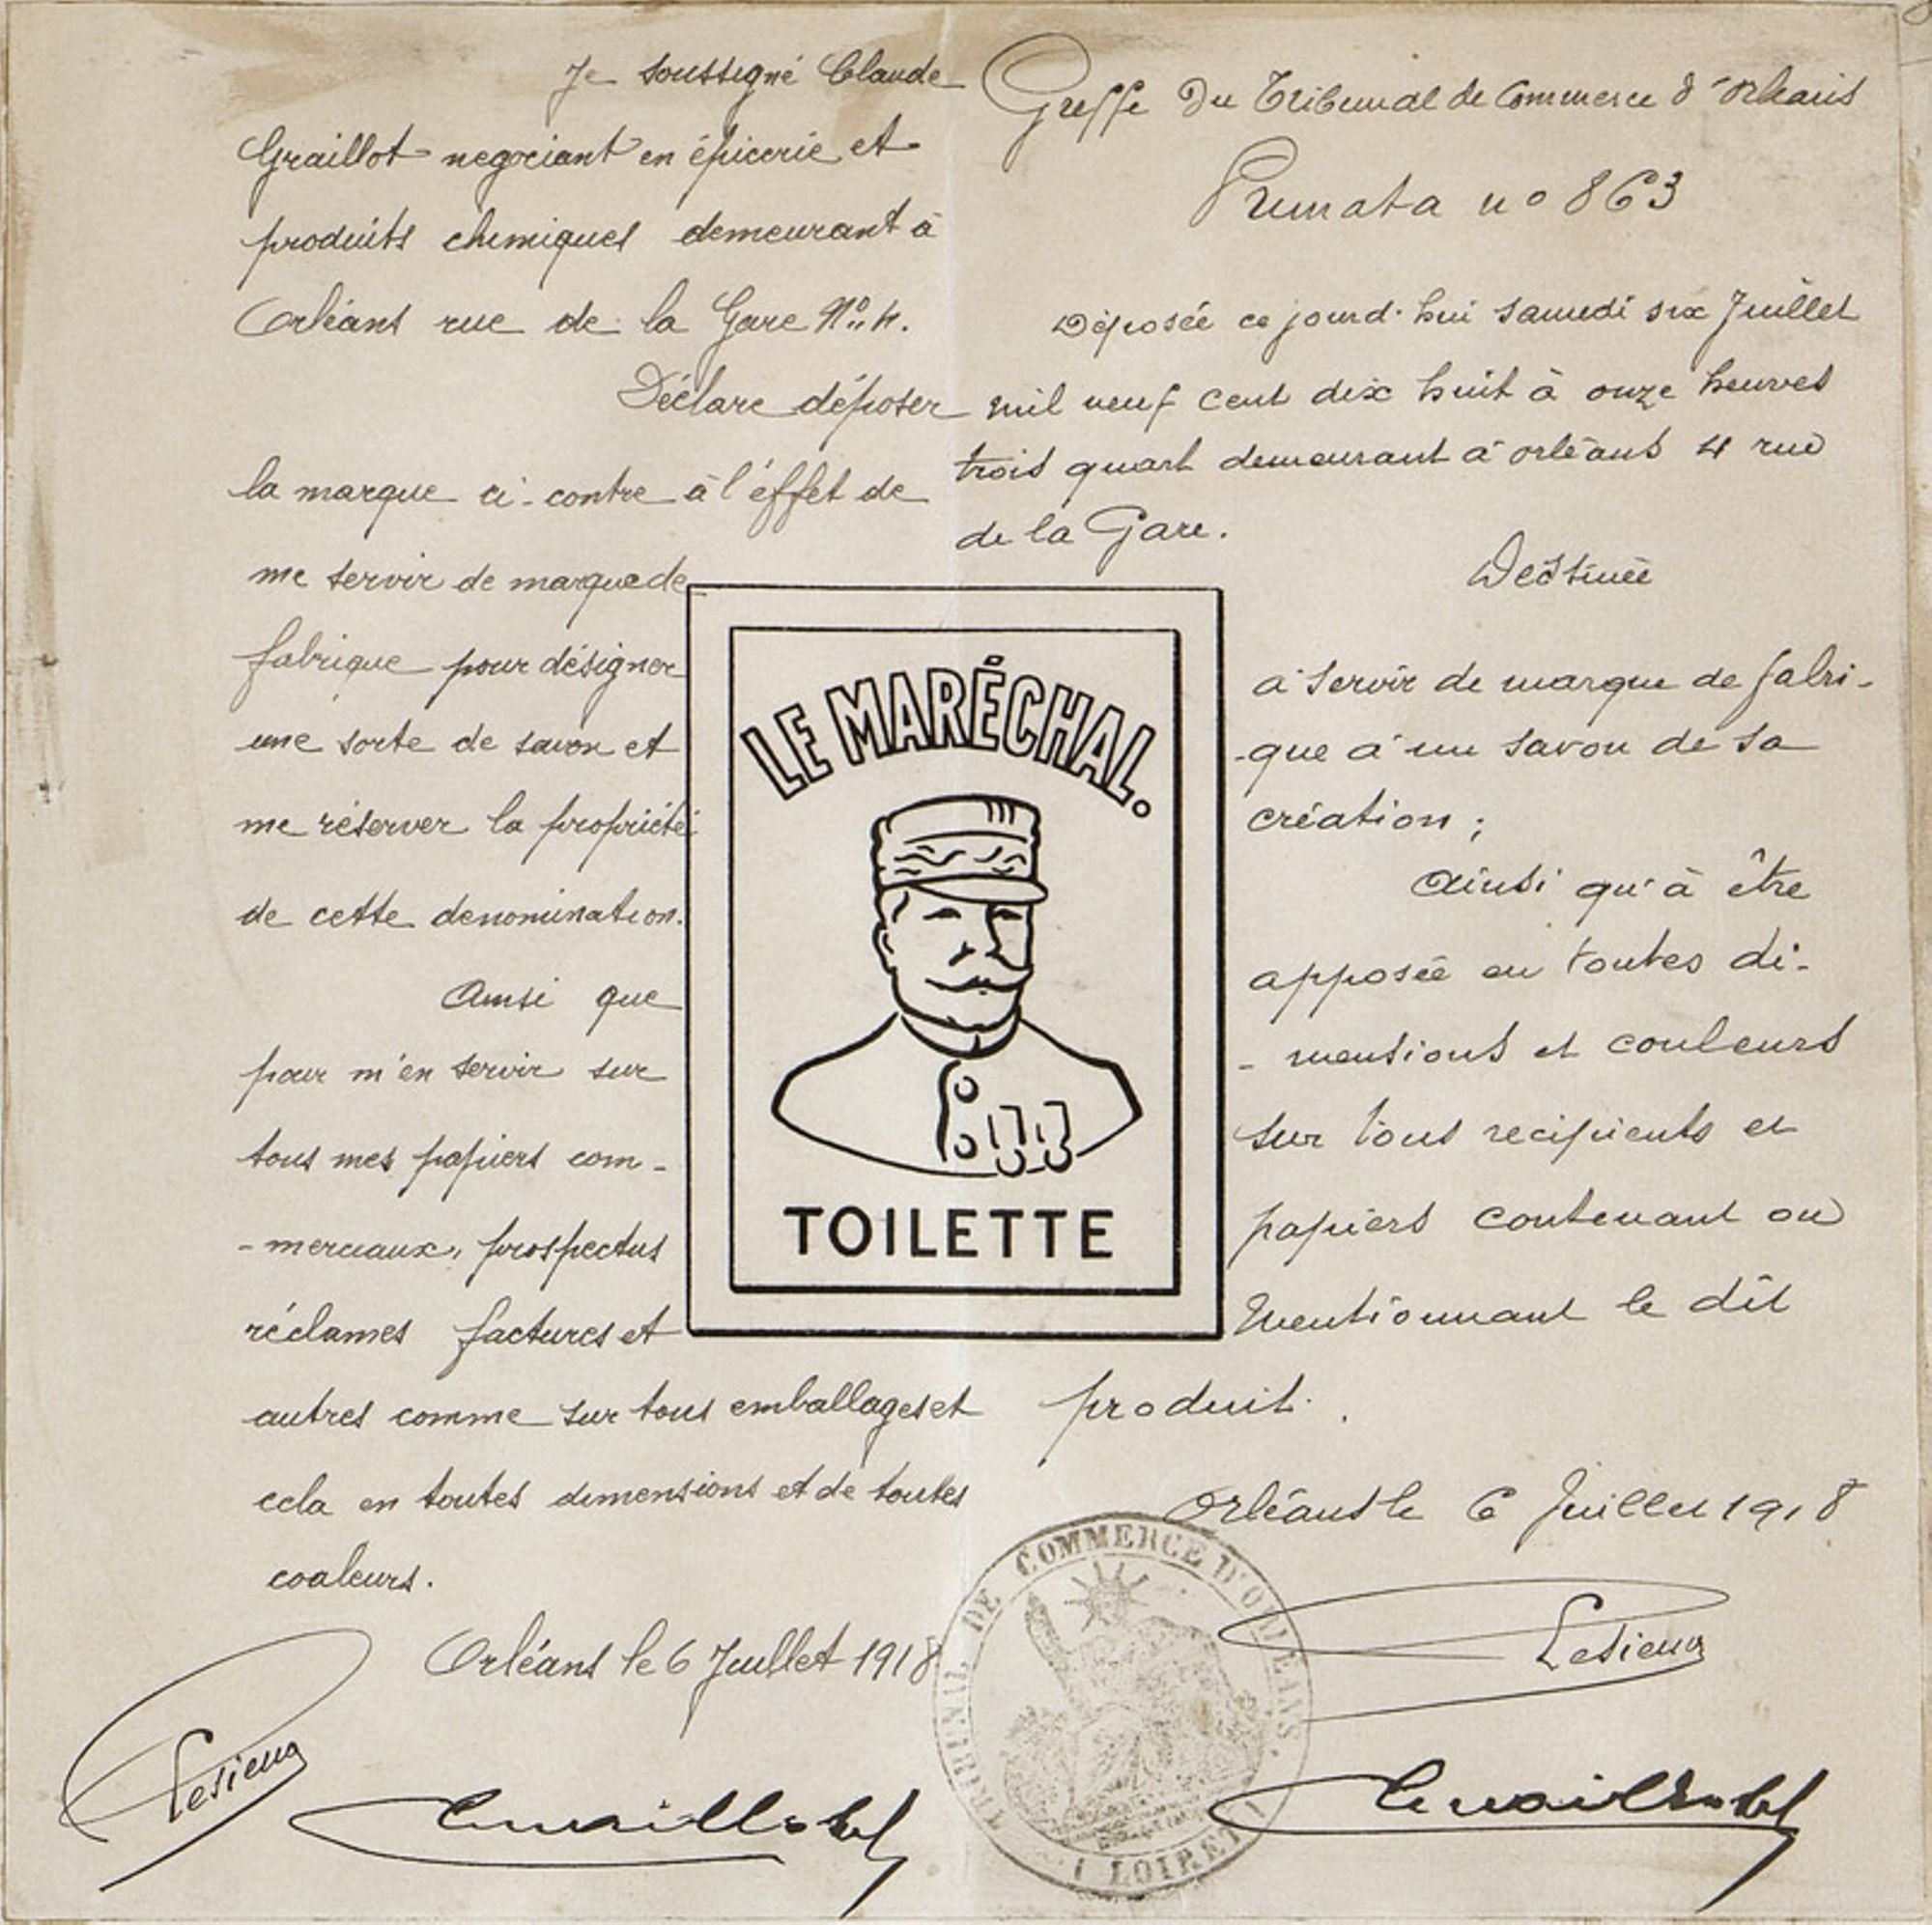 Je soussigné Claude
Graillot negociant en épicerie et
produits chimiques demeurant à
Orléans rue de la Gare No. 4.
Déclare déposer
la marque ci-contre à l'éffet de
me servir de marque de
fabrique pour désigner
une sorte de savon et
me réserver la propriété
de cette denomination.
Ainsi que
pour m'en servir sur
tous mes papiers com-
-merciaux, prospectus
réclames factures et
autres comme sur tous emballages et
cela en toutes dimensions et de toutes
couleurs.
Orléans le 6 Juillet 1918
Lesieur
LE MARÉCHAL.
TOILETTE
Greffe Du Tribunal de Commerce d'Orléans
Primata no 863
Déposée ce jourd'hui samedi six Juillet
mil neuf cent dix huit à onze heures
trois quart demeurant à orléans 4 rue
de la Gare.
Destinée
à servir de marque de fabri-
-que à un savon de sa
création ;
Ainsi qu'à être
apposée en toutes di-
-mensions et couleurs
sur tous recipients et
papiers contenant ou
mentionnant le dit
produit.
Orléans le 6 Juillet 1918
Lesieur
TRIBUNAL DE COMMERCE D'ORLÉANS.
( LOIRET )